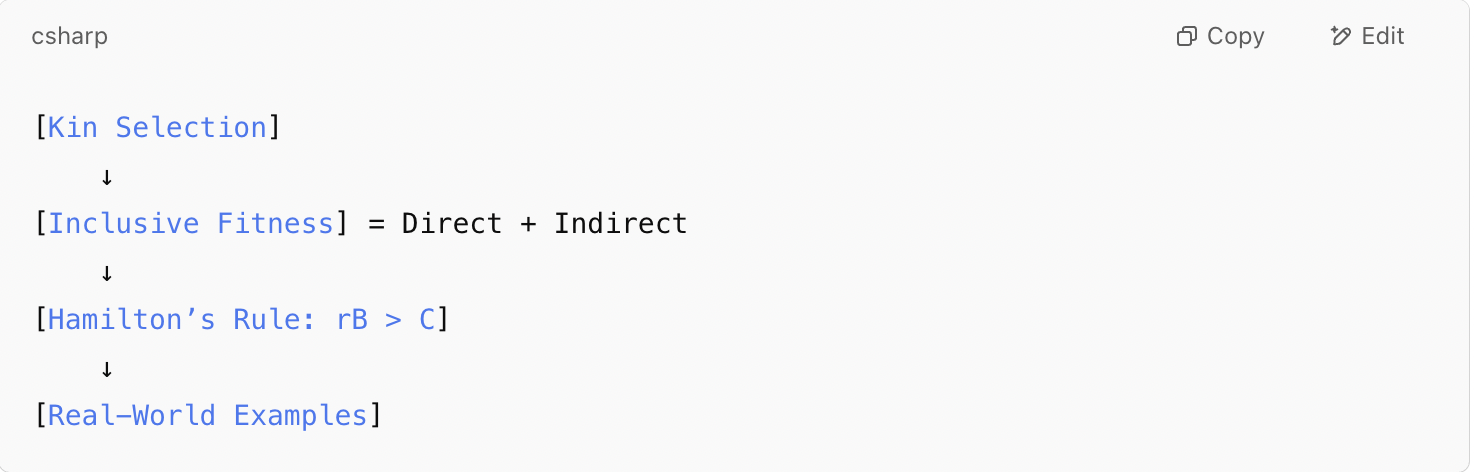 csharp
Copy
Edit
[Kin Selection]
↓
[Inclusive Fitness] = Direct + Indirect
↓
[Hamilton’s Rule: rB > C]
↓
[Real–World Examples]